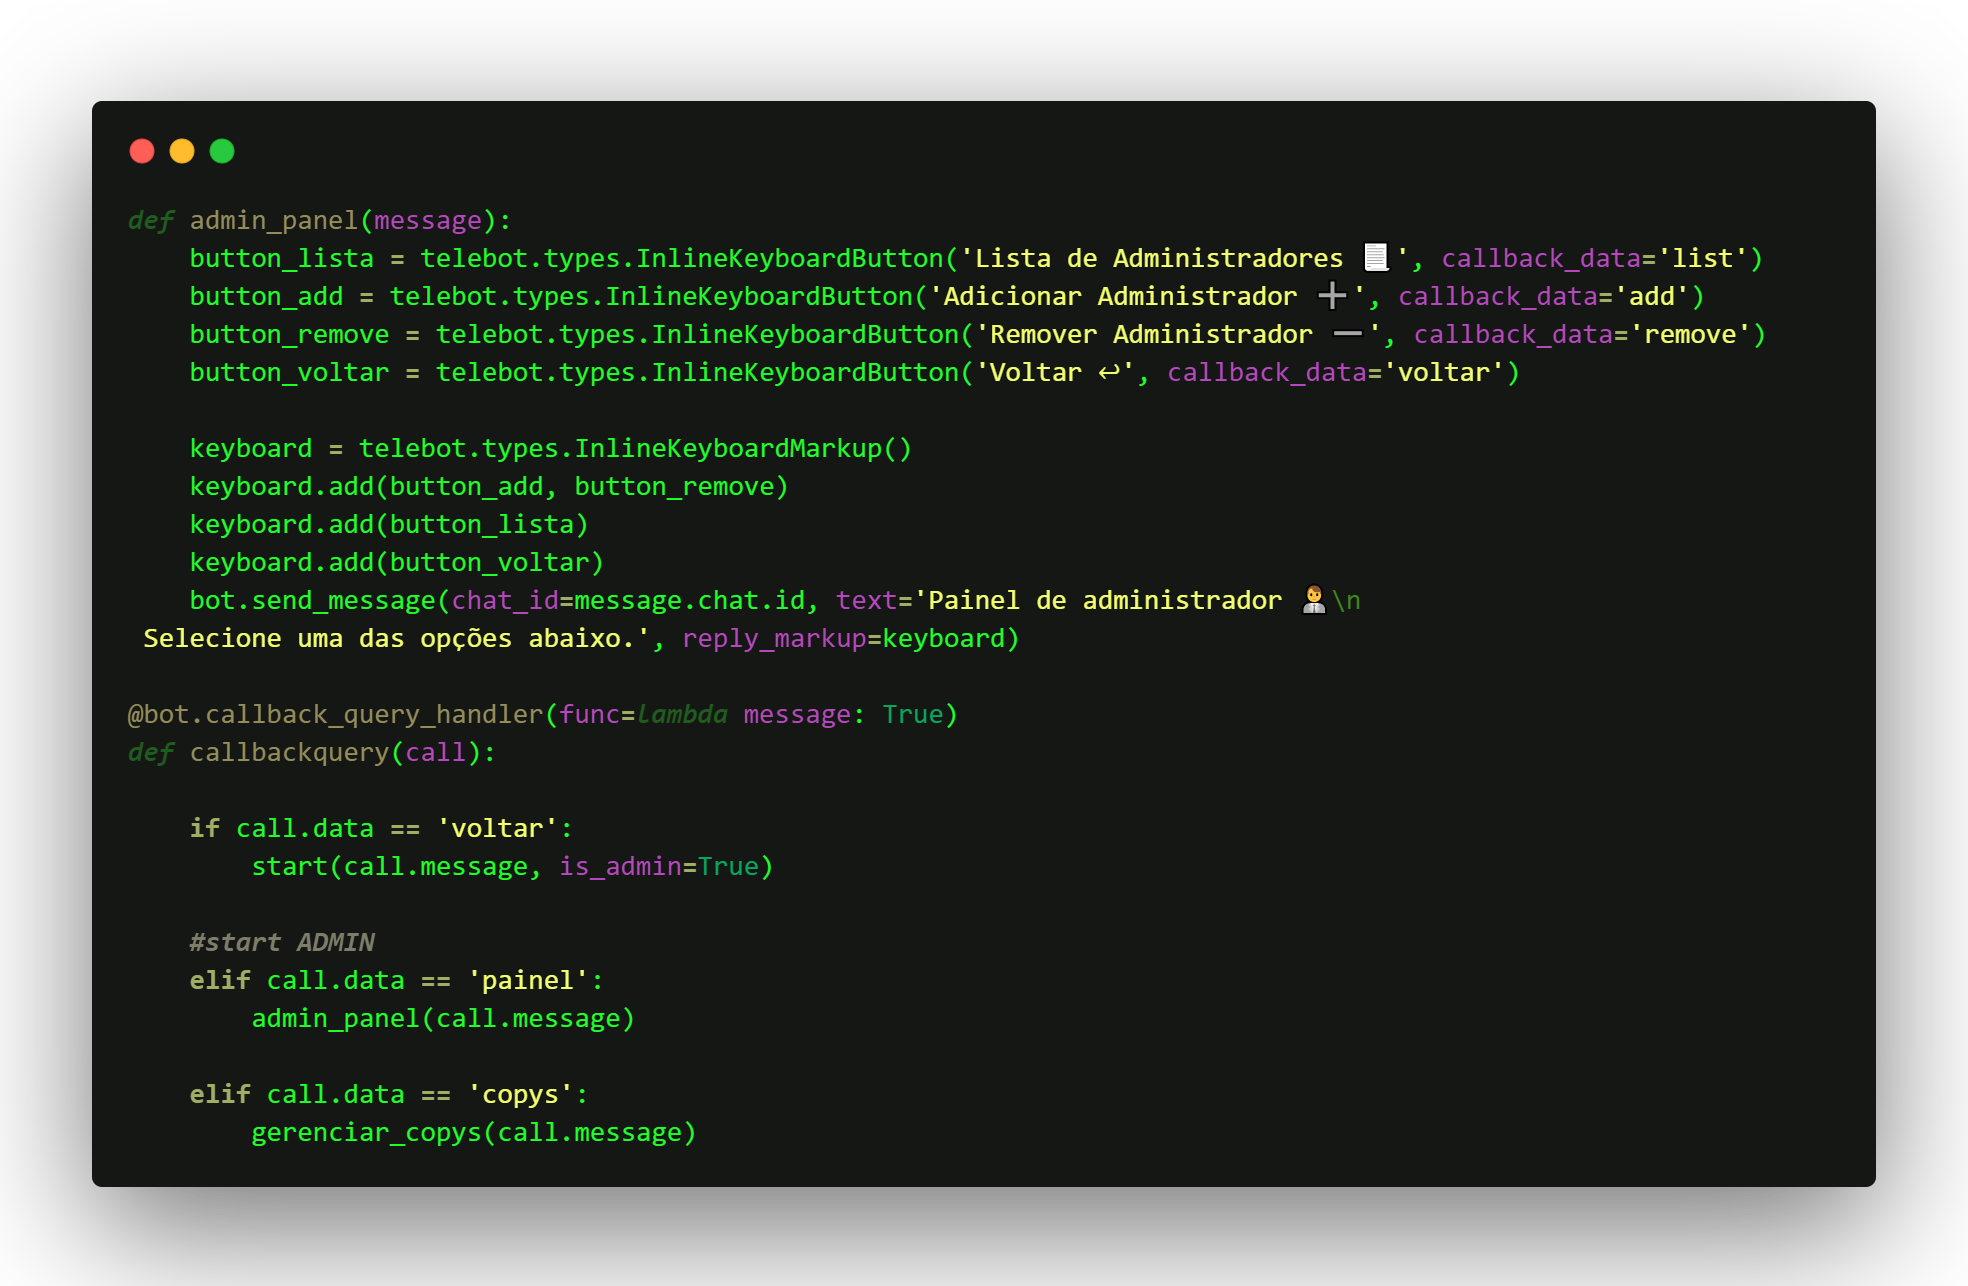 def admin_panel(message):
    button_lista = telebot.types.InlineKeyboardButton('Lista de Administradores 📃', callback_data='list')
    button_add = telebot.types.InlineKeyboardButton('Adicionar Administrador ➕', callback_data='add')
    button_remove = telebot.types.InlineKeyboardButton('Remover Administrador ➖', callback_data='remove')
    button_voltar = telebot.types.InlineKeyboardButton('Voltar ↩', callback_data='voltar')

    keyboard = telebot.types.InlineKeyboardMarkup()
    keyboard.add(button_add, button_remove)
    keyboard.add(button_lista)
    keyboard.add(button_voltar)
    bot.send_message(chat_id=message.chat.id, text='Painel de administrador 👨‍💼\n
 Selecione uma das opções abaixo.', reply_markup=keyboard)

@bot.callback_query_handler(func=lambda message: True)
def callbackquery(call):

    if call.data == 'voltar':
        start(call.message, is_admin=True)

    #start ADMIN
    elif call.data == 'painel':
        admin_panel(call.message)

    elif call.data == 'copys':
        gerenciar_copys(call.message)